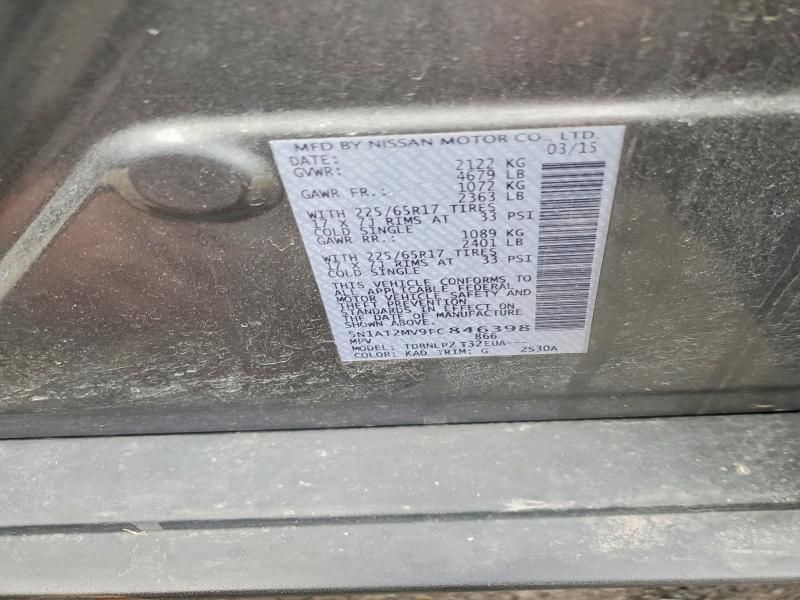 MFD BY NISSAN MOTOR CO., LTD.
DATE: 03/15
GVWR: 2122 KG
4679 LB
GAWR FR.: 1072 KG
2363 LB
WITH 225/65R17 TIRES
17 X 7J RIMS AT 33 PSI
COLD SINGLE
GAWR RR.: 1089 KG
2401 LB
WITH 225/65R17 TIRES
17 X 7J RIMS AT 33 PSI
COLD SINGLE
THIS VEHICLE CONFORMS TO
ALL APPLICABLE FEDERAL
MOTOR VEHICLE SAFETY AND
THEFT PREVENTION
STANDARDS IN EFFECT ON
THE DATE OF MANUFACTURE
SHOWN ABOVE.
5N1AT2MV9FC846398
MPV 866
MODEL: TDBNLPZ T32EUA---
COLOR: KAD TRIM: G 2S30A